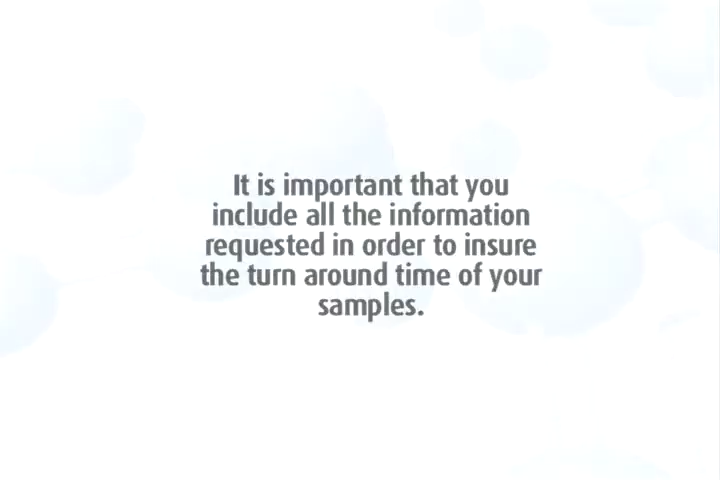 It is important that you
include all the information
requested in order to insure
the turn around time of your
samples.